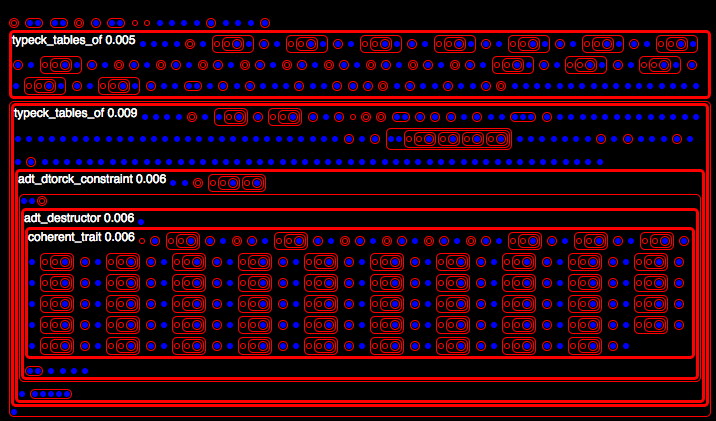 typeck_tables_of 0.005
typeck_tables_of 0.009
adt_dtorck_constraint 0.006
adt_destructor 0.006
coherent_trait 0.006